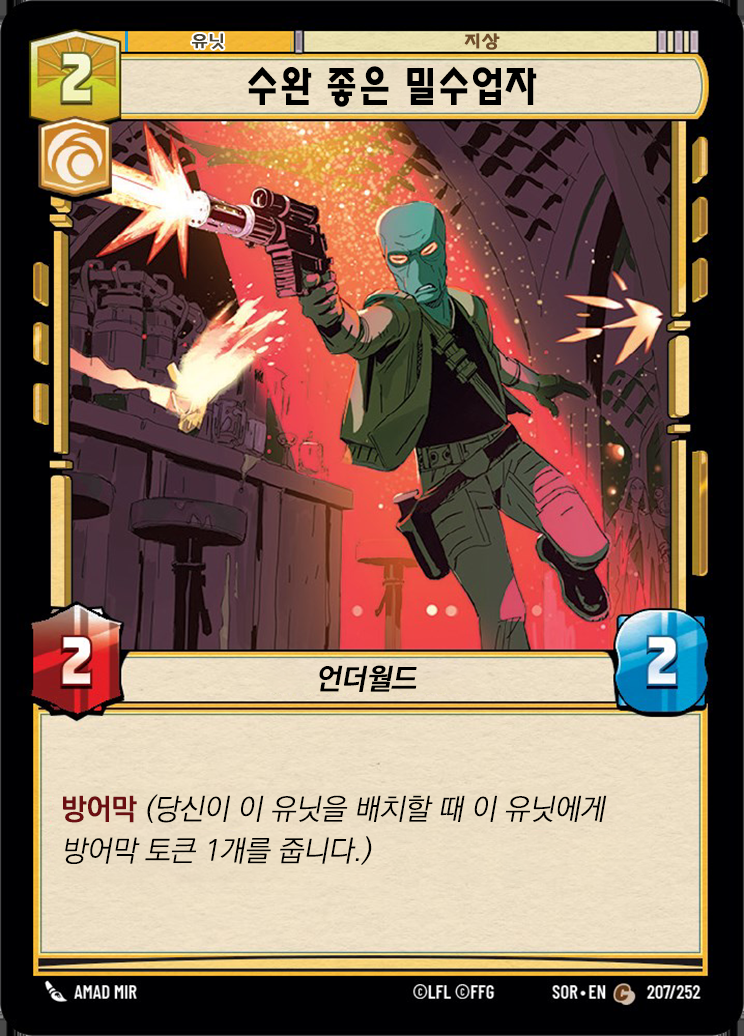 유닛
지상
2
수완 좋은 밀수업자
2
언더월드
2
방어막 (당신이 이 유닛을 배치할 때 이 유닛에게
방어막 토큰 1개를 줍니다.)
AMAD MIR
©LFL ©FFG
SOR•EN C 207/252